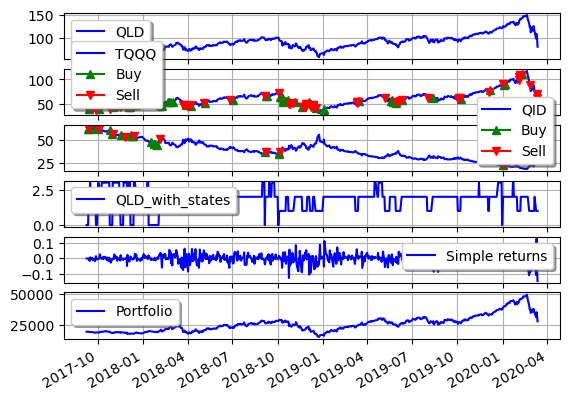 150
100
QLD
TQQQ
Buy
Sell
100
50
QID
Buy
Sell
50
25
2.5
0.0
QLD_with_states
0.1
0.0
−0.1
Simple returns
50000
25000
Portfolio
2017-10
2018-01
2018-04
2018-07
2018-10
2019-01
2019-04
2019-07
2019-10
2020-01
2020-04